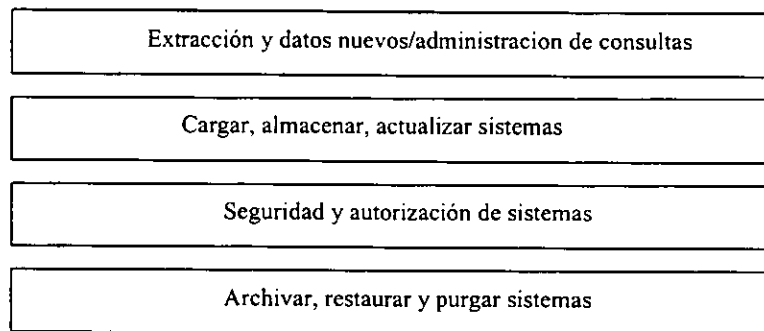 Extracción y datos nuevos/administracion de consultas
Cargar, almacenar, actualizar sistemas
Seguridad y autorización de sistemas
Archivar, restaurar y purgar sistemas